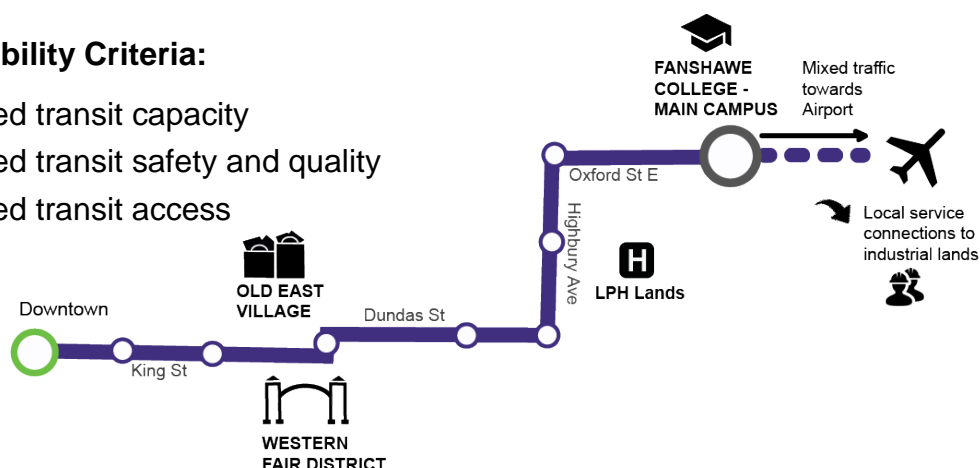 bility Criteria:
ed transit capacity
ed transit safety and quality
ed transit access
FANSHAWE
COLLEGE -
MAIN CAMPUS
Mixed traffic
towards
Airport
Oxford St E
Highbury Ave
H
LPH Lands
Local service
connections to
industrial lands
OLD EAST
VILLAGE
Downtown
Dundas St
King St
WESTERN
FAIR DISTRICT